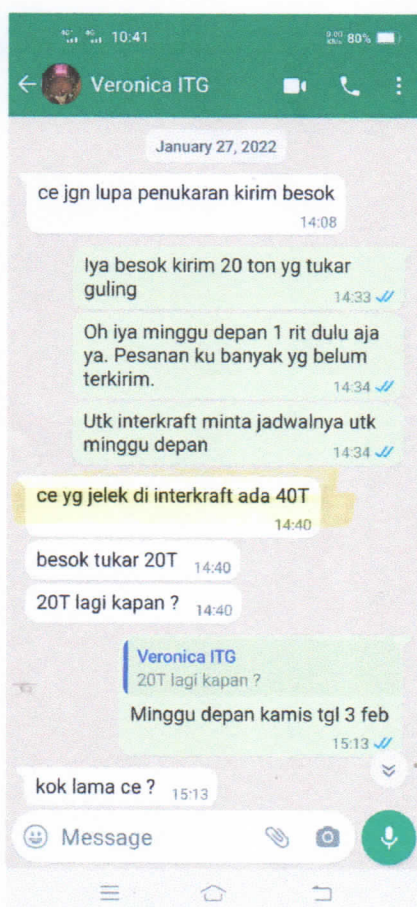 10:41
80%
Veronica ITG
January 27, 2022
ce jgn lupa penukaran kirim besok
14:08
Iya besok kirim 20 ton yg tukar
guling
14:33
Oh iya minggu depan 1 rit dulu aja
ya. Pesanan ku banyak yg belum
terkirim.
14:34
Utk interkraft minta jadwalnya utk
minggu depan
14:34
ce yg jelek di interkraft ada 40T
14:40
besok tukar 20T 14:40
20T lagi kapan ? 14:40
Veronica ITG
20T lagi kapan ?
Minggu depan kamis tgl 3 feb
15:13
kok lama ce ? 15:13
Message